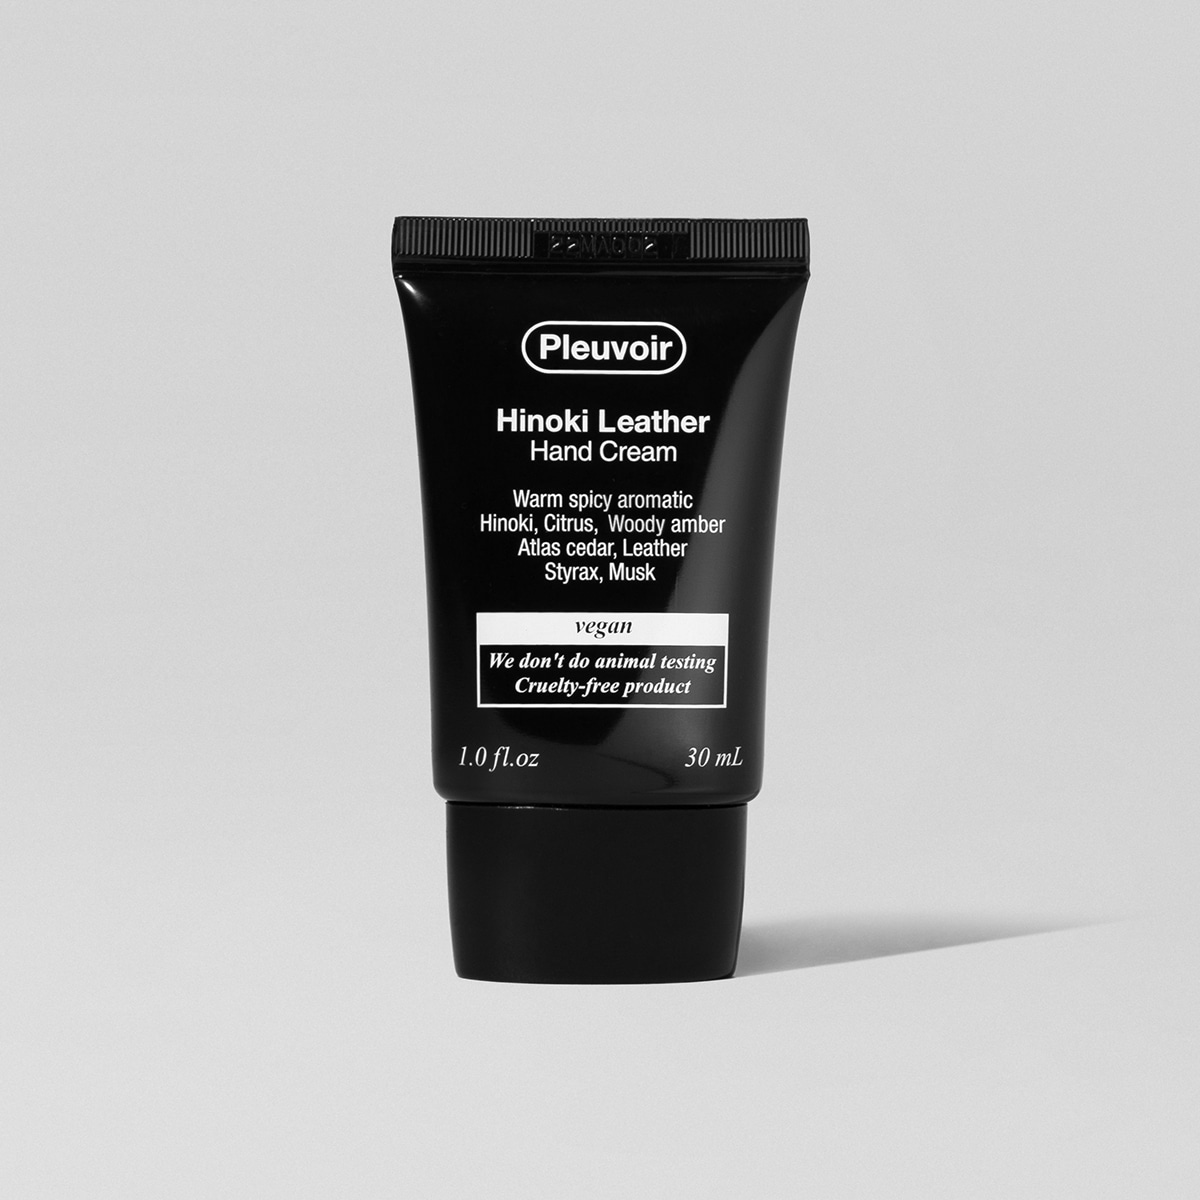 22MA002
Pleuvoir
Hinoki Leather
Hand Cream
Warm spicy aromatic
Hinoki, Citrus, Woody amber
Atlas cedar, Leather
Styrax, Musk
vegan
We don't do animal testing
Cruelty-free product
1.0 fl.oz 30 mL